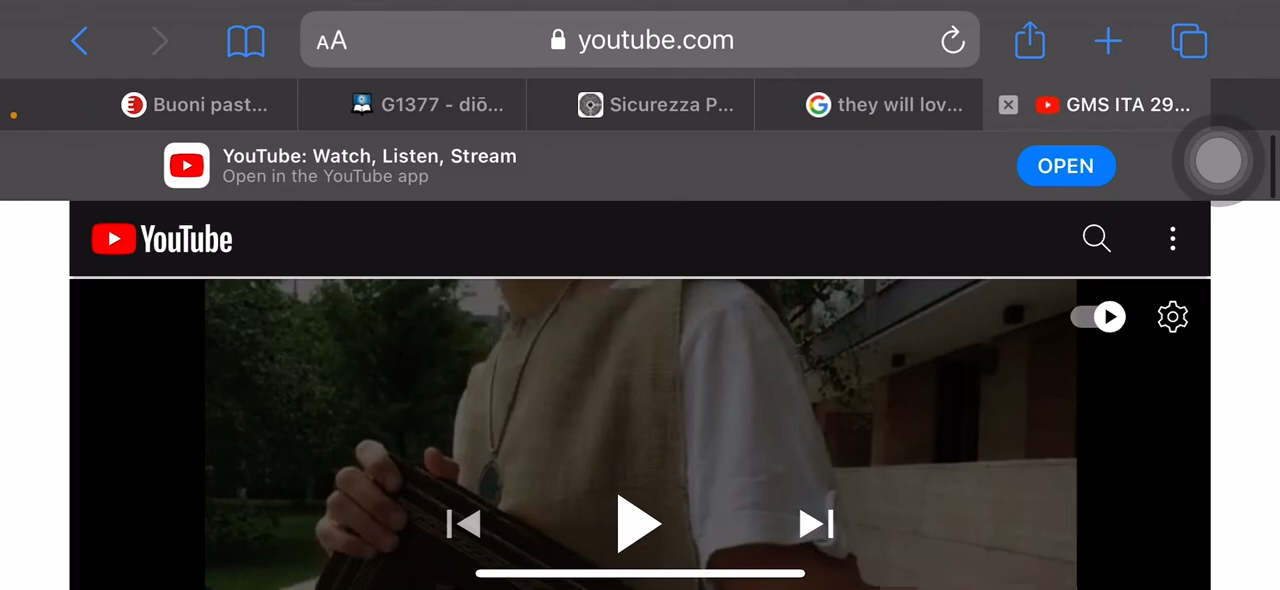 AA youtube.com
Buoni past... G1377 - diō... Sicurezza P... they will lov... GMS ITA 29...
YouTube: Watch, Listen, Stream
Open in the YouTube app
OPEN
YouTube